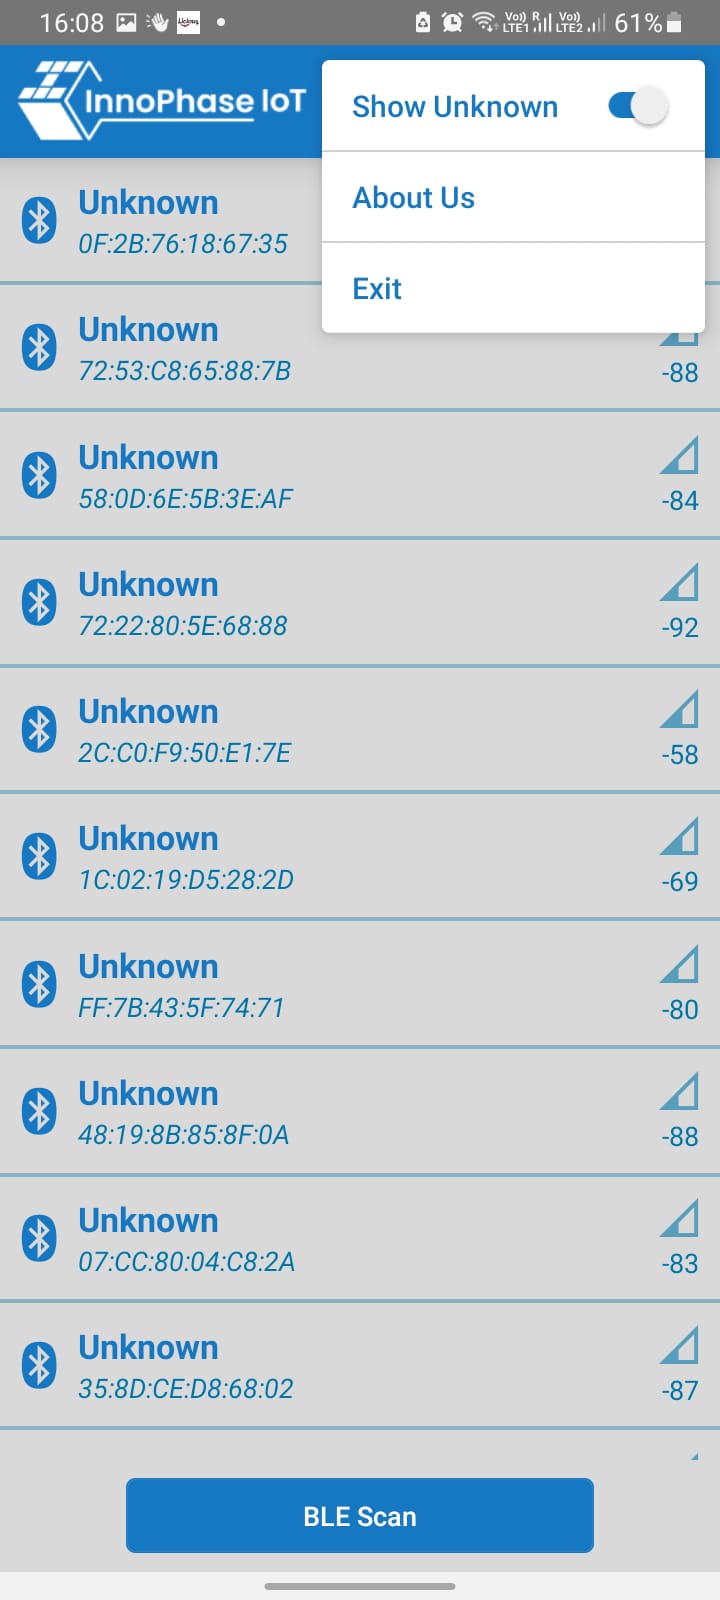 16:08
Vo)) R Vo)) 61%
LTE1 LTE2
InnoPhase IoT
Show Unknown
About Us
Exit
Unknown
0F:2B:76:18:67:35
Unknown
72:53:C8:65:88:7B
-88
Unknown
58:0D:6E:5B:3E:AF
-84
Unknown
72:22:80:5E:68:88
-92
Unknown
2C:C0:F9:50:E1:7E
-58
Unknown
1C:02:19:D5:28:2D
-69
Unknown
FF:7B:43:5F:74:71
-80
Unknown
48:19:8B:85:8F:0A
-88
Unknown
07:CC:80:04:C8:2A
-83
Unknown
35:8D:CE:D8:68:02
-87
BLE Scan